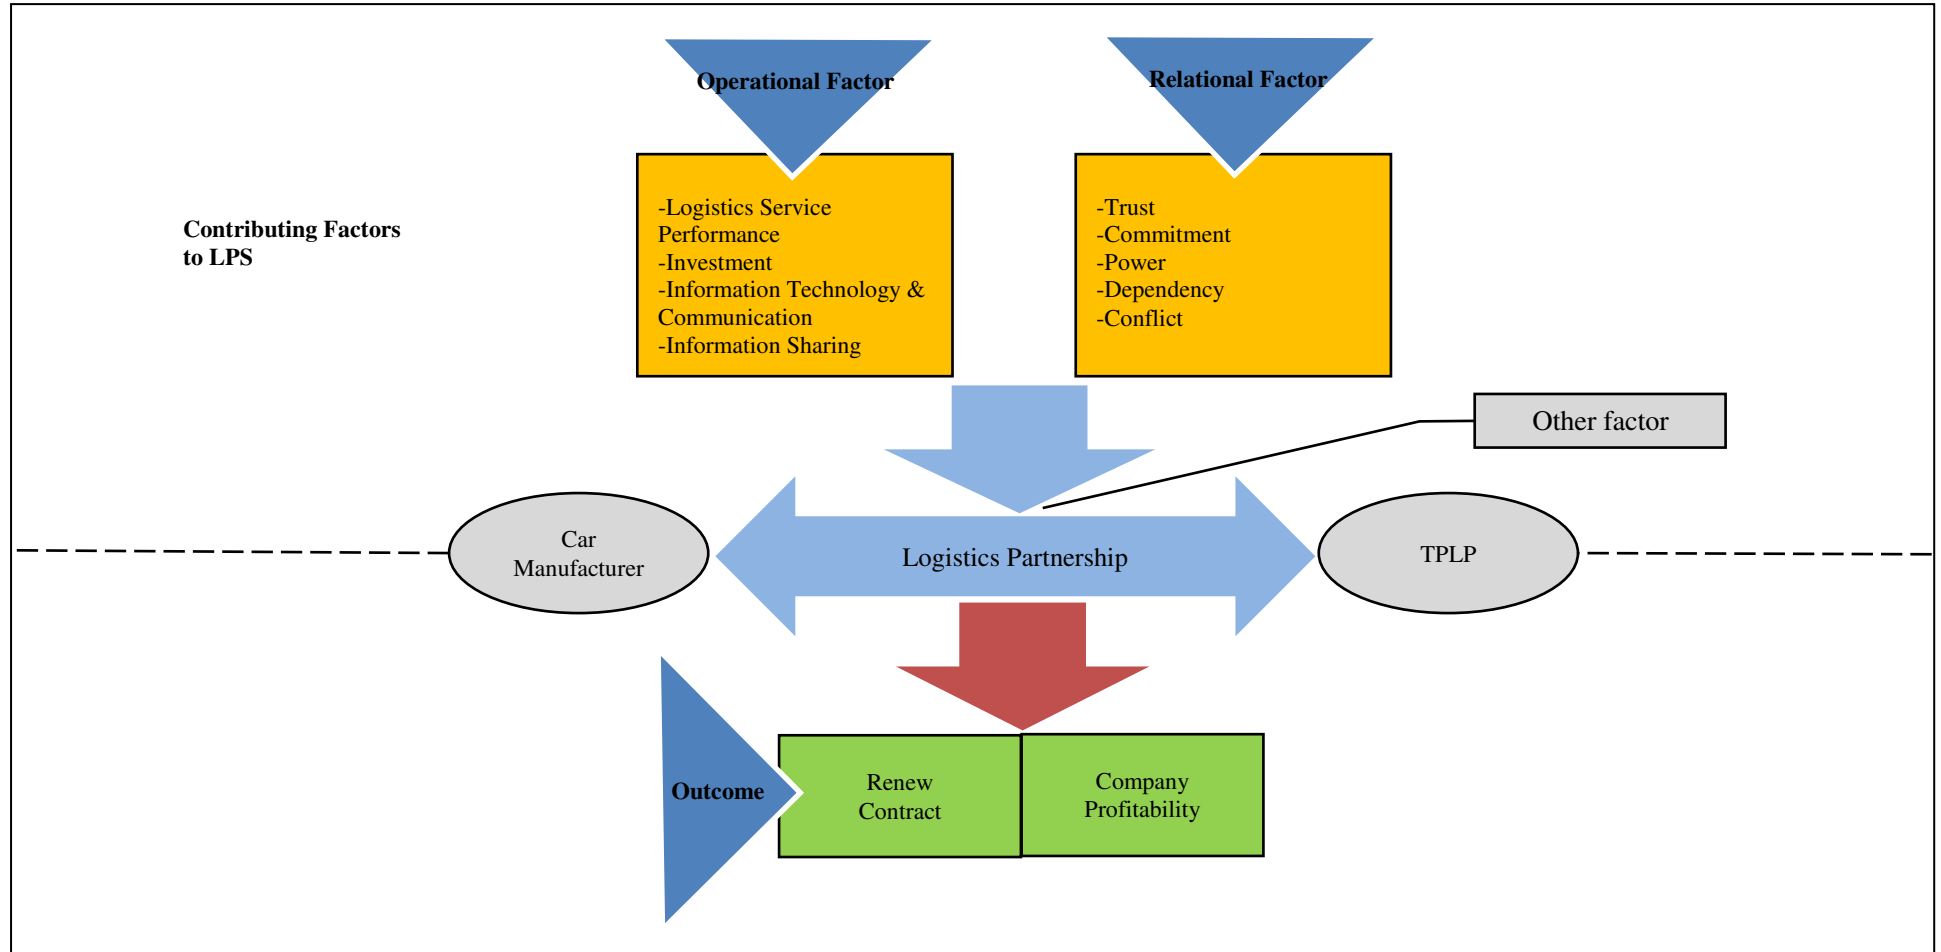 Operational Factor
Relational Factor
Contributing Factors
to LPS
-Logistics Service
Performance
-Investment
-Information Technology &
Communication
-Information Sharing
-Trust
-Commitment
-Power
-Dependency
-Conflict
Other factor
Car
Manufacturer
Logistics Partnership
TPLP
Outcome
Renew
Contract
Company
Profitability